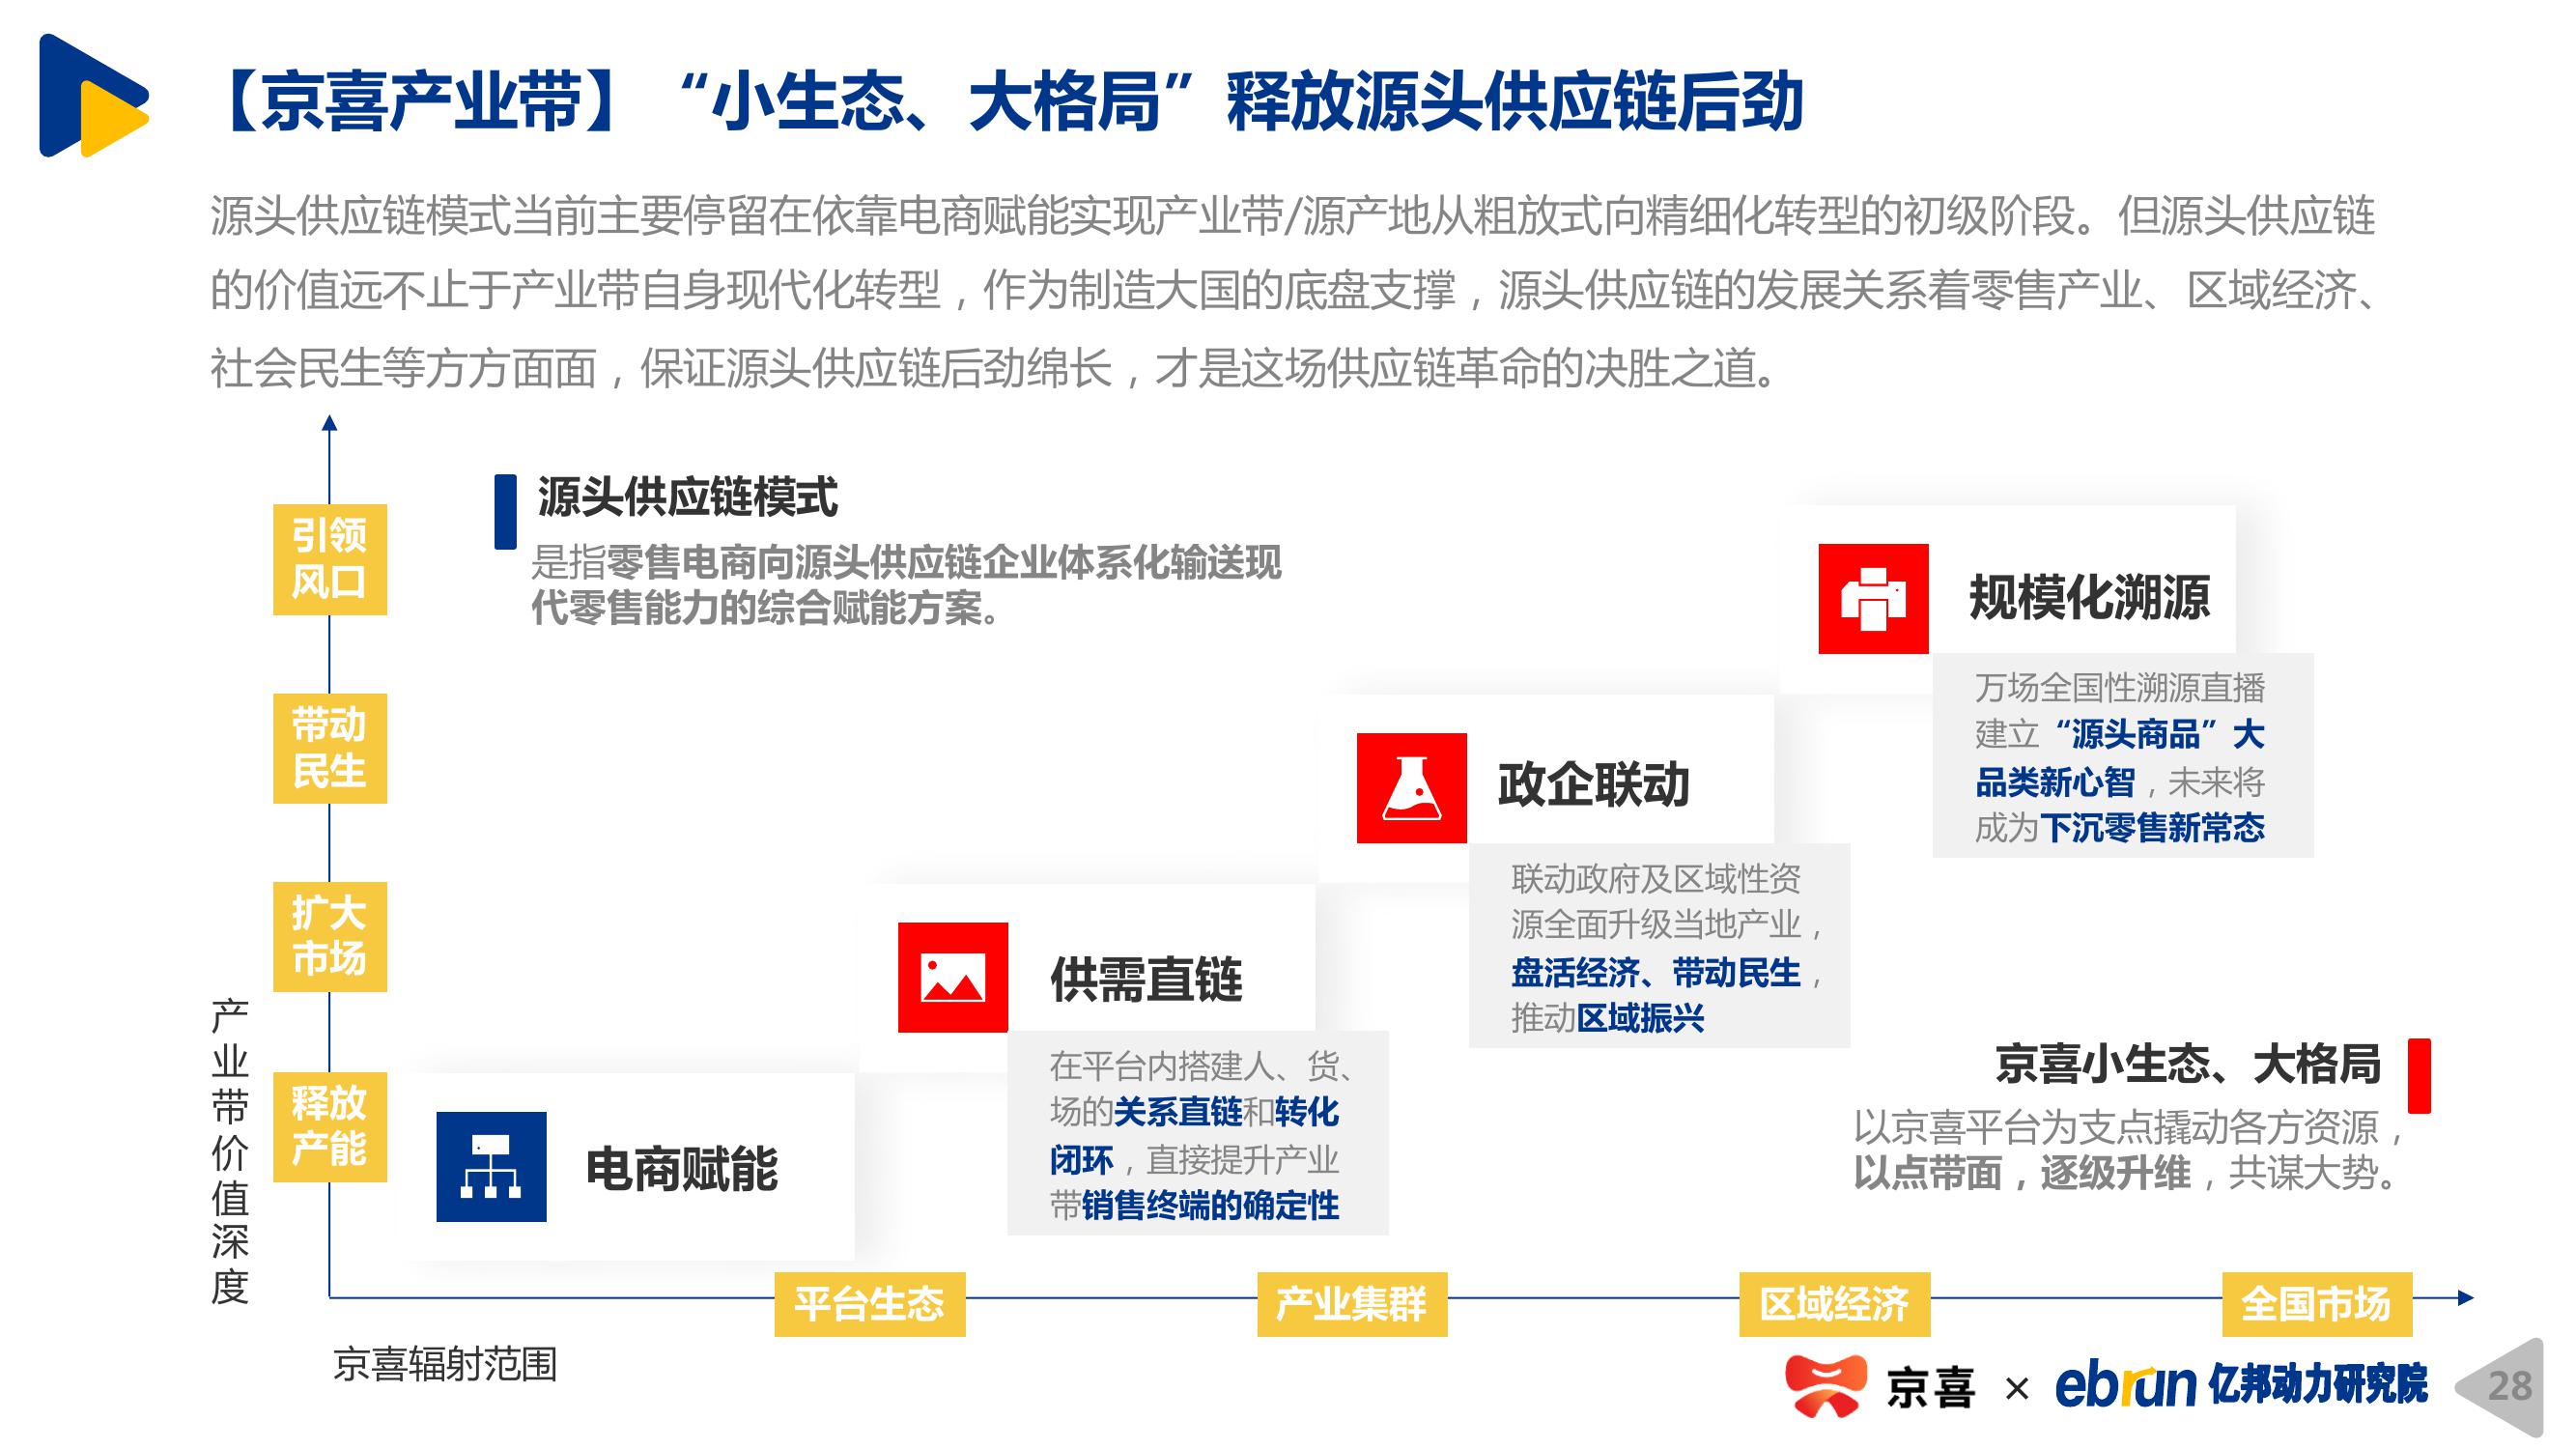 【京喜产业带】“小生态、大格局”释放源头供应链后劲
源头供应链模式当前主要停留在依靠电商赋能实现产业带/源产地从粗放式向精细化转型的初级阶段。但源头供应链
的价值远不止于产业带自身现代化转型，作为制造大国的底盘支撑，源头供应链的发展关系着零售产业、区域经济、
社会民生等方方面面，保证源头供应链后劲绵长，才是这场供应链革命的决胜之道。
源头供应链模式
是指零售电商向源头供应链企业体系化输送现
代零售能力的综合赋能方案。
引领
风口
带动
民生
扩大
市场
释放
产能
产业带价值深度
规模化溯源
万场全国性溯源直播
建立“源头商品”大
品类新心智，未来将
成为下沉零售新常态
政企联动
联动政府及区域性资
源全面升级当地产业，
盘活经济、带动民生，
推动区域振兴
供需直链
在平台内搭建人、货、
场的关系直链和转化
闭环，直接提升产业
带销售终端的确定性
电商赋能
京喜小生态、大格局
以京喜平台为支点撬动各方资源，
以点带面，逐级升维，共谋大势。
平台生态
产业集群
区域经济
全国市场
京喜辐射范围
京喜 × ebrun 亿邦动力研究院
28